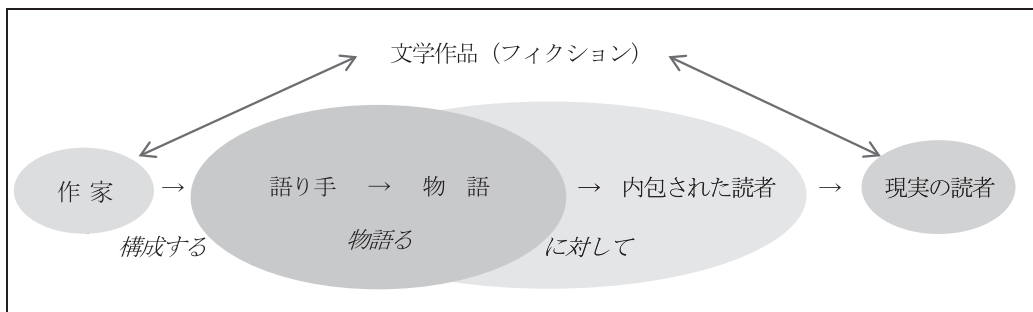 文学作品（フィクション）
作 家 → 語り手 → 物　語 → 内包された読者 → 現実の読者
構成する 物語る に対して